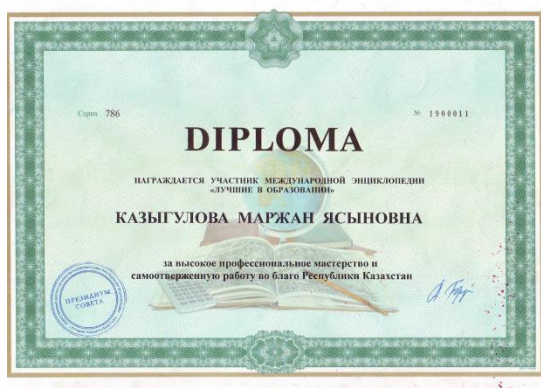 Серия 786
№ 1900011
DIPLOMA
НАГРАЖДАЕТСЯ УЧАСТНИК МЕЖДУНАРОДНОЙ ЭНЦИКЛОПЕДИИ
«ЛУЧШИЕ В ОБРАЗОВАНИИ»
КАЗЫГУЛОВА МАРЖАН ЯСЫНОВНА
за высокое профессиональное мастерство и
самоотверженную работу во благо Республики Казахстан
ПРЕЗИДИУМ
СОВЕТА